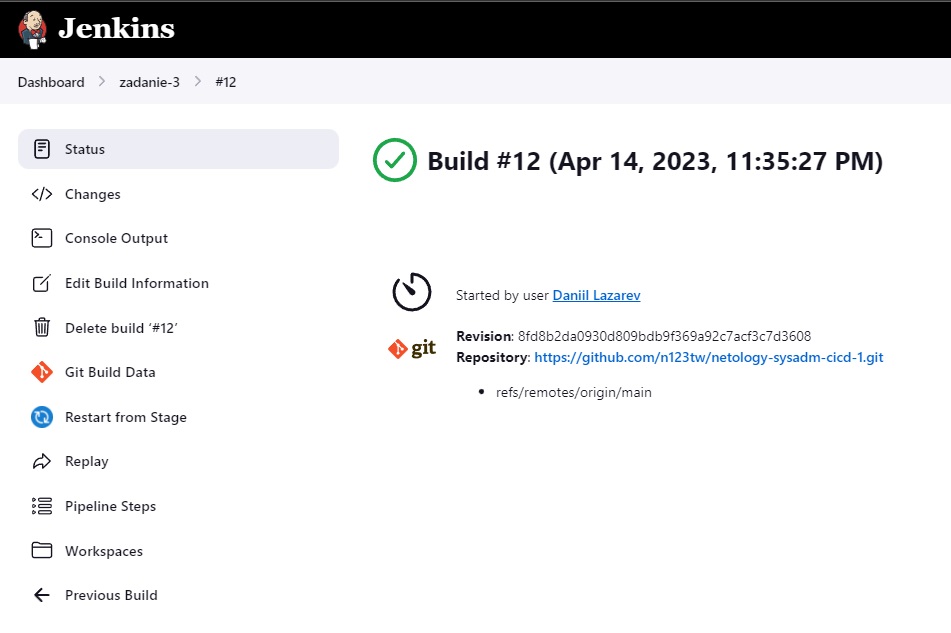 Jenkins
Dashboard > zadanie-3 > #12
Status
Changes
Console Output
Edit Build Information
Delete build ‘#12’
Git Build Data
Restart from Stage
Replay
Pipeline Steps
Workspaces
Previous Build
Build #12 (Apr 14, 2023, 11:35:27 PM)
Started by user Daniil Lazarev
git
Revision: 8fd8b2da0930d809bdb9f369a92c7acf3c7d3608
Repository: https://github.com/n123tw/netology-sysadm-cicd-1.git
• refs/remotes/origin/main